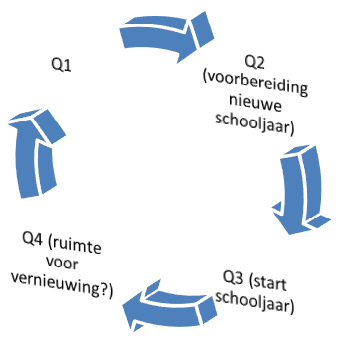 Q1
Q2
(voorbereiding
nieuwe
schooljaar)
Q3 (start
schooljaar)
Q4 (ruimte
voor
vernieuwing?)